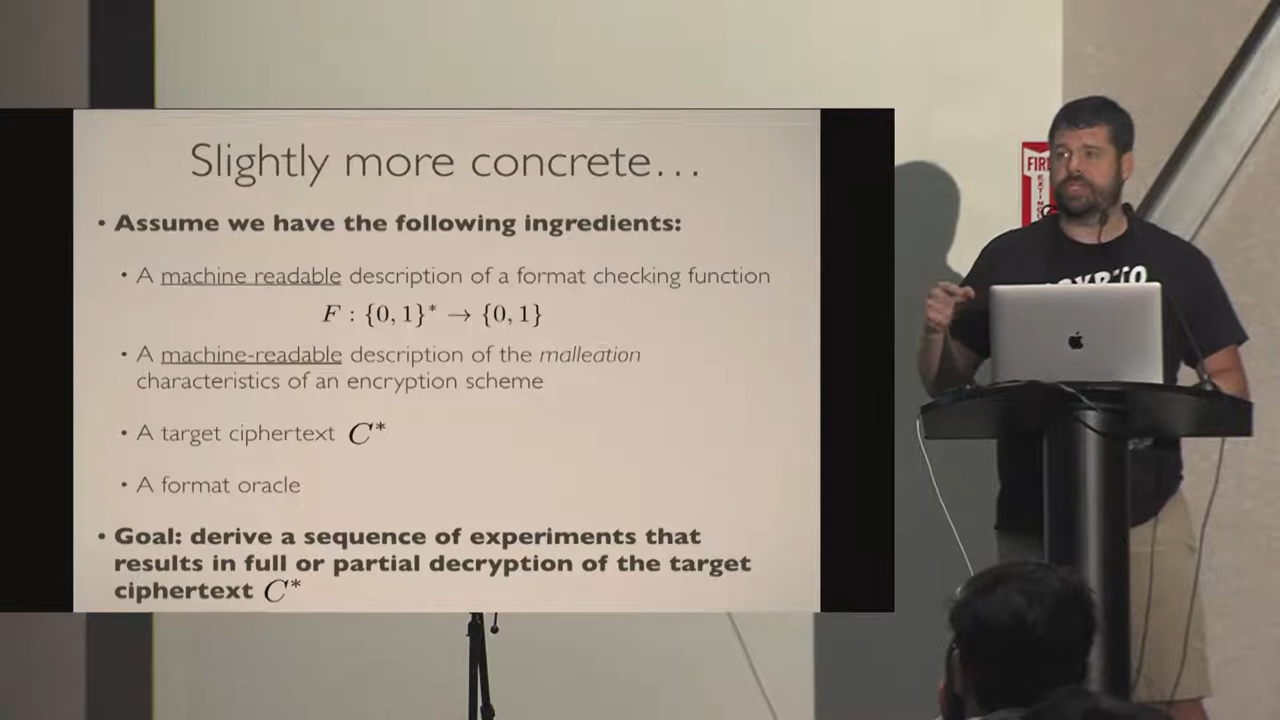 Slightly more concrete...
• Assume we have the following ingredients:
• A machine readable description of a format checking function
F : {0, 1}* → {0, 1}
• A machine-readable description of the malleation
characteristics of an encryption scheme
• A target ciphertext C*
• A format oracle
• Goal: derive a sequence of experiments that
results in full or partial decryption of the target
ciphertext C*
FIRE